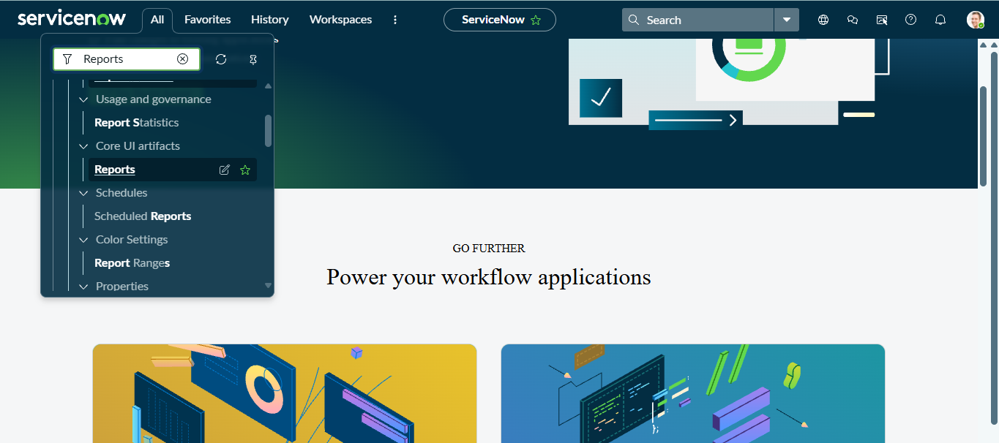 servicenow All Favorites History Workspaces ServiceNow Search
Reports
Usage and governance
Report Statistics
Core UI artifacts
Reports
Schedules
Scheduled Reports
Color Settings
Report Ranges
Properties
GO FURTHER
Power your workflow applications